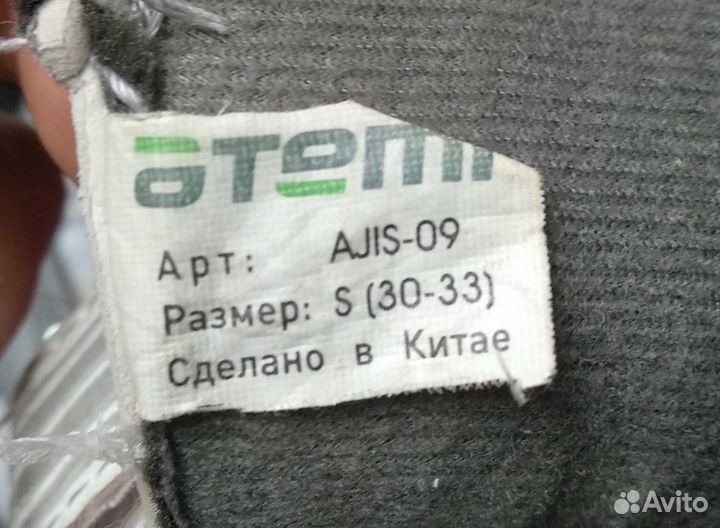 atemi
Арт: AJIS-09
Размер: S (30-33)
Сделано в Китае
Avito